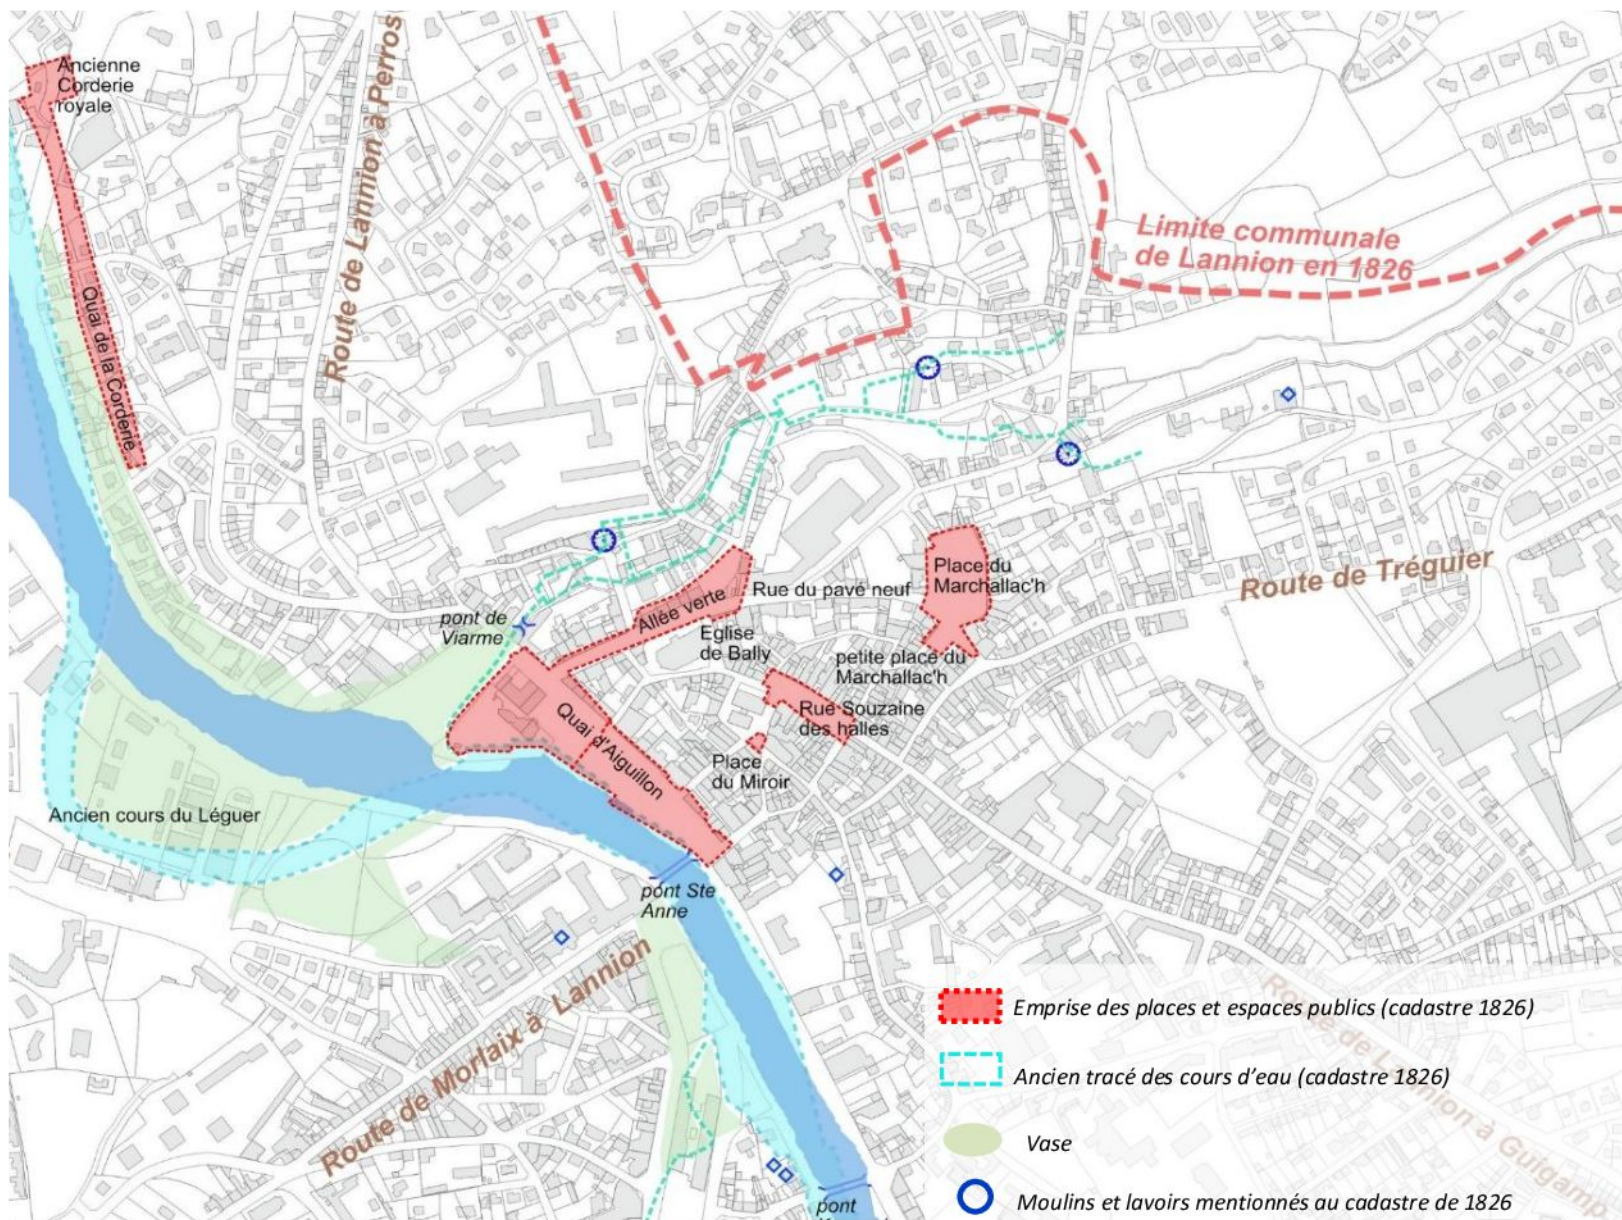 Ancienne
Corderie
royale
Route de Lannion à Perros
Quai de la Corderie
Limite communale
de Lannion en 1826
Route de Tréguier
Place du
Marchallac'h
Rue du pavé neuf
Allée verte
pont de
Viarme
Eglise
de Bally
petite place du
Marchallac'h
Rue Souzaine
des halles
Quai d'Aiguillon
Place
du Miroir
Ancien cours du Léguer
pont Ste
Anne
Route de Morlaix à Lannion
Route de Lannion à Guigamp
pont
Emprise des places et espaces publics (cadastre 1826)
Ancien tracé des cours d'eau (cadastre 1826)
Vase
Moulins et lavoirs mentionnés au cadastre de 1826